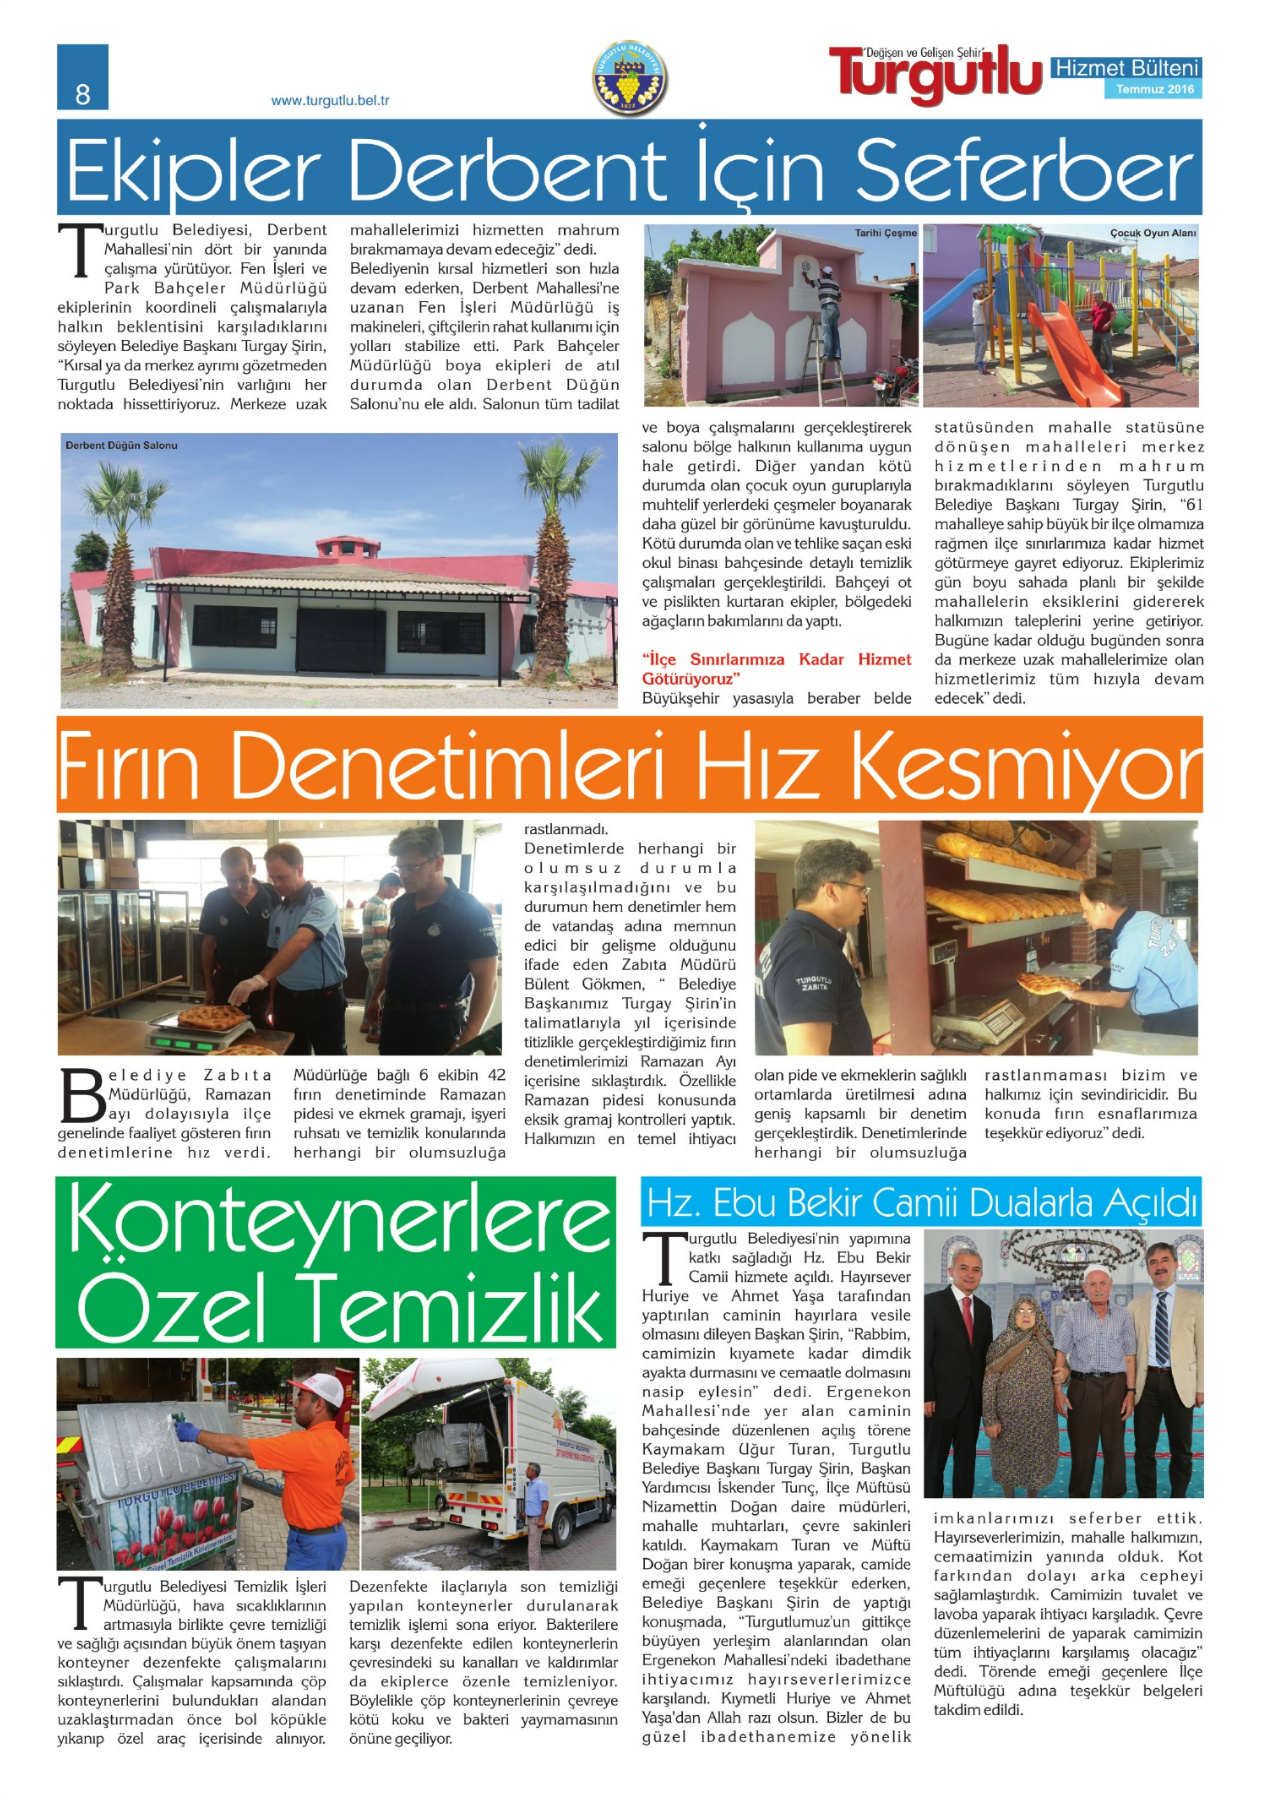 8
www.turgutlu.bel.tr
TURGUTLU BELEDİYESİ
1872
'Değişen ve Gelişen Şehir'
Turgutlu
Hizmet Bülteni
Temmuz 2016
Ekipler Derbent İçin Seferber
Turgutlu Belediyesi, Derbent
Mahallesi'nin dört bir yanında
çalışma yürütüyor. Fen İşleri ve
Park Bahçeler Müdürlüğü
ekiplerinin koordineli çalışmalarıyla
halkın beklentisini karşıladıklarını
söyleyen Belediye Başkanı Turgay Şirin,
“Kırsal ya da merkez ayrımı gözetmeden
Turgutlu Belediyesi'nin varlığını her
noktada hissettiriyoruz. Merkeze uzak
mahallelerimizi hizmetten mahrum
bırakmamaya devam edeceğiz” dedi.
Belediyenin kırsal hizmetleri son hızla
devam ederken, Derbent Mahallesi'ne
uzanan Fen İşleri Müdürlüğü iş
makineleri, çiftçilerin rahat kullanımı için
yolları stabilize etti. Park Bahçeler
Müdürlüğü boya ekipleri de atıl
durumda olan Derbent Düğün
Salonu'nu ele aldı. Salonun tüm tadilat
Tarihi Çeşme
Çocuk Oyun Alanı
Derbent Düğün Salonu
ve boya çalışmalarını gerçekleştirerek
salonu bölge halkının kullanıma uygun
hale getirdi. Diğer yandan kötü
durumda olan çocuk oyun guruplarıyla
muhtelif yerlerdeki çeşmeler boyanarak
daha güzel bir görünüme kavuşturuldu.
Kötü durumda olan ve tehlike saçan eski
okul binası bahçesinde detaylı temizlik
çalışmaları gerçekleştirildi. Bahçeyi ot
ve pislikten kurtaran ekipler, bölgedeki
ağaçların bakımlarını da yaptı.
“İlçe Sınırlarımıza Kadar Hizmet
Götürüyoruz”
Büyükşehir yasasıyla beraber belde
statüsünden mahalle statüsüne
dönüşen mahalleleri merkez
hizmetlerinden mahrum
bırakmadıklarını söyleyen Turgutlu
Belediye Başkanı Turgay Şirin, “61
mahalleye sahip büyük bir ilçe olmamıza
rağmen ilçe sınırlarımıza kadar hizmet
götürmeye gayret ediyoruz. Ekiplerimiz
gün boyu sahada planlı bir şekilde
mahallelerin eksiklerini gidererek
halkımızın taleplerini yerine getiriyor.
Bugüne kadar olduğu bugünden sonra
da merkeze uzak mahallelerimize olan
hizmetlerimiz tüm hızıyla devam
edecek” dedi.
Fırın Denetimleri Hız Kesmiyor
Belediye Zabıta
Müdürlüğü, Ramazan
ayı dolayısıyla ilçe
genelinde faaliyet gösteren fırın
denetimlerine hız verdi.
Müdürlüğe bağlı 6 ekibin 42
fırın denetiminde Ramazan
pidesi ve ekmek gramajı, işyeri
ruhsatı ve temizlik konularında
herhangi bir olumsuzluğa
rastlanmadı.
Denetimlerde herhangi bir
olumsuz durumla
karşılaşılmadığını ve bu
durumun hem denetimler hem
de vatandaş adına memnun
edici bir gelişme olduğunu
ifade eden Zabıta Müdürü
Bülent Gökmen, “ Belediye
Başkanımız Turgay Şirin'in
talimatlarıyla yıl içerisinde
titizlikle gerçekleştirdiğimiz fırın
denetimlerimizi Ramazan Ayı
içerisine sıklaştırdık. Özellikle
Ramazan pidesi konusunda
eksik gramaj kontrolleri yaptık.
Halkımızın en temel ihtiyacı
TURGUTLU
ZABITA
olan pide ve ekmeklerin sağlıklı
ortamlarda üretilmesi adına
geniş kapsamlı bir denetim
gerçekleştirdik. Denetimlerinde
herhangi bir olumsuzluğa
rastlanmaması bizim ve
halkımız için sevindiricidir. Bu
konuda fırın esnaflarımıza
teşekkür ediyoruz” dedi.
Konteynerlere
Özel Temizlik
TURGUTLU BELEDİYESİ
Turgutlu Belediyesi Temizlik İşleri
Müdürlüğü, hava sıcaklıklarının
artmasıyla birlikte çevre temizliği
ve sağlığı açısından büyük önem taşıyan
konteyner dezenfekte çalışmalarını
sıklaştırdı. Çalışmalar kapsamında çöp
konteynerlerini bulundukları alandan
uzaklaştırmadan önce bol köpükle
yıkanıp özel araç içerisinde alınıyor.
Dezenfekte ilaçlarıyla son temizliği
yapılan konteynerler durulanarak
temizlik işlemi sona eriyor. Bakterilere
karşı dezenfekte edilen konteynerlerin
çevresindeki su kanalları ve kaldırımlar
da ekiplerce özenle temizleniyor.
Böylelikle çöp konteynerlerinin çevreye
kötü koku ve bakteri yaymamasının
önüne geçiliyor.
Hz. Ebu Bekir Camii Dualarla Açıldı
Turgutlu Belediyesi'nin yapımına
katkı sağladığı Hz. Ebu Bekir
Camii hizmete açıldı. Hayırsever
Huriye ve Ahmet Yaşa tarafından
yaptırılan caminin hayırlara vesile
olmasını dileyen Başkan Şirin, “Rabbim,
camimizin kıyamete kadar dimdik
ayakta durmasını ve cemaatle dolmasını
nasip eylesin” dedi. Ergenekon
Mahallesi'nde yer alan caminin
bahçesinde düzenlenen açılış törene
Kaymakam Uğur Turan, Turgutlu
Belediye Başkanı Turgay Şirin, Başkan
Yardımcısı İskender Tunç, İlçe Müftüsü
Nizamettin Doğan daire müdürleri,
mahalle muhtarları, çevre sakinleri
katıldı. Kaymakam Turan ve Müftü
Doğan birer konuşma yaparak, camide
emeği geçenlere teşekkür ederken,
Belediye Başkanı Şirin de yaptığı
konuşmada, “Turgutlumuz'un gittikçe
büyüyen yerleşim alanlarından olan
Ergenekon Mahallesi'ndeki ibadethane
ihtiyacımız hayırseverlerimizce
karşılandı. Kıymetli Huriye ve Ahmet
Yaşa'dan Allah razı olsun. Bizler de bu
güzel ibadethanemize yönelik
imkanlarımızı seferber ettik.
Hayırseverlerimizin, mahalle halkımızın,
cemaatimizin yanında olduk. Kot
farkından dolayı arka cepheyi
sağlamlaştırdık. Camimizin tuvalet ve
lavoba yaparak ihtiyacı karşıladık. Çevre
düzenlemelerini de yaparak camimizin
tüm ihtiyaçlarını karşılamış olacağız”
dedi. Törende emeği geçenlere İlçe
Müftülüğü adına teşekkür belgeleri
takdim edildi.